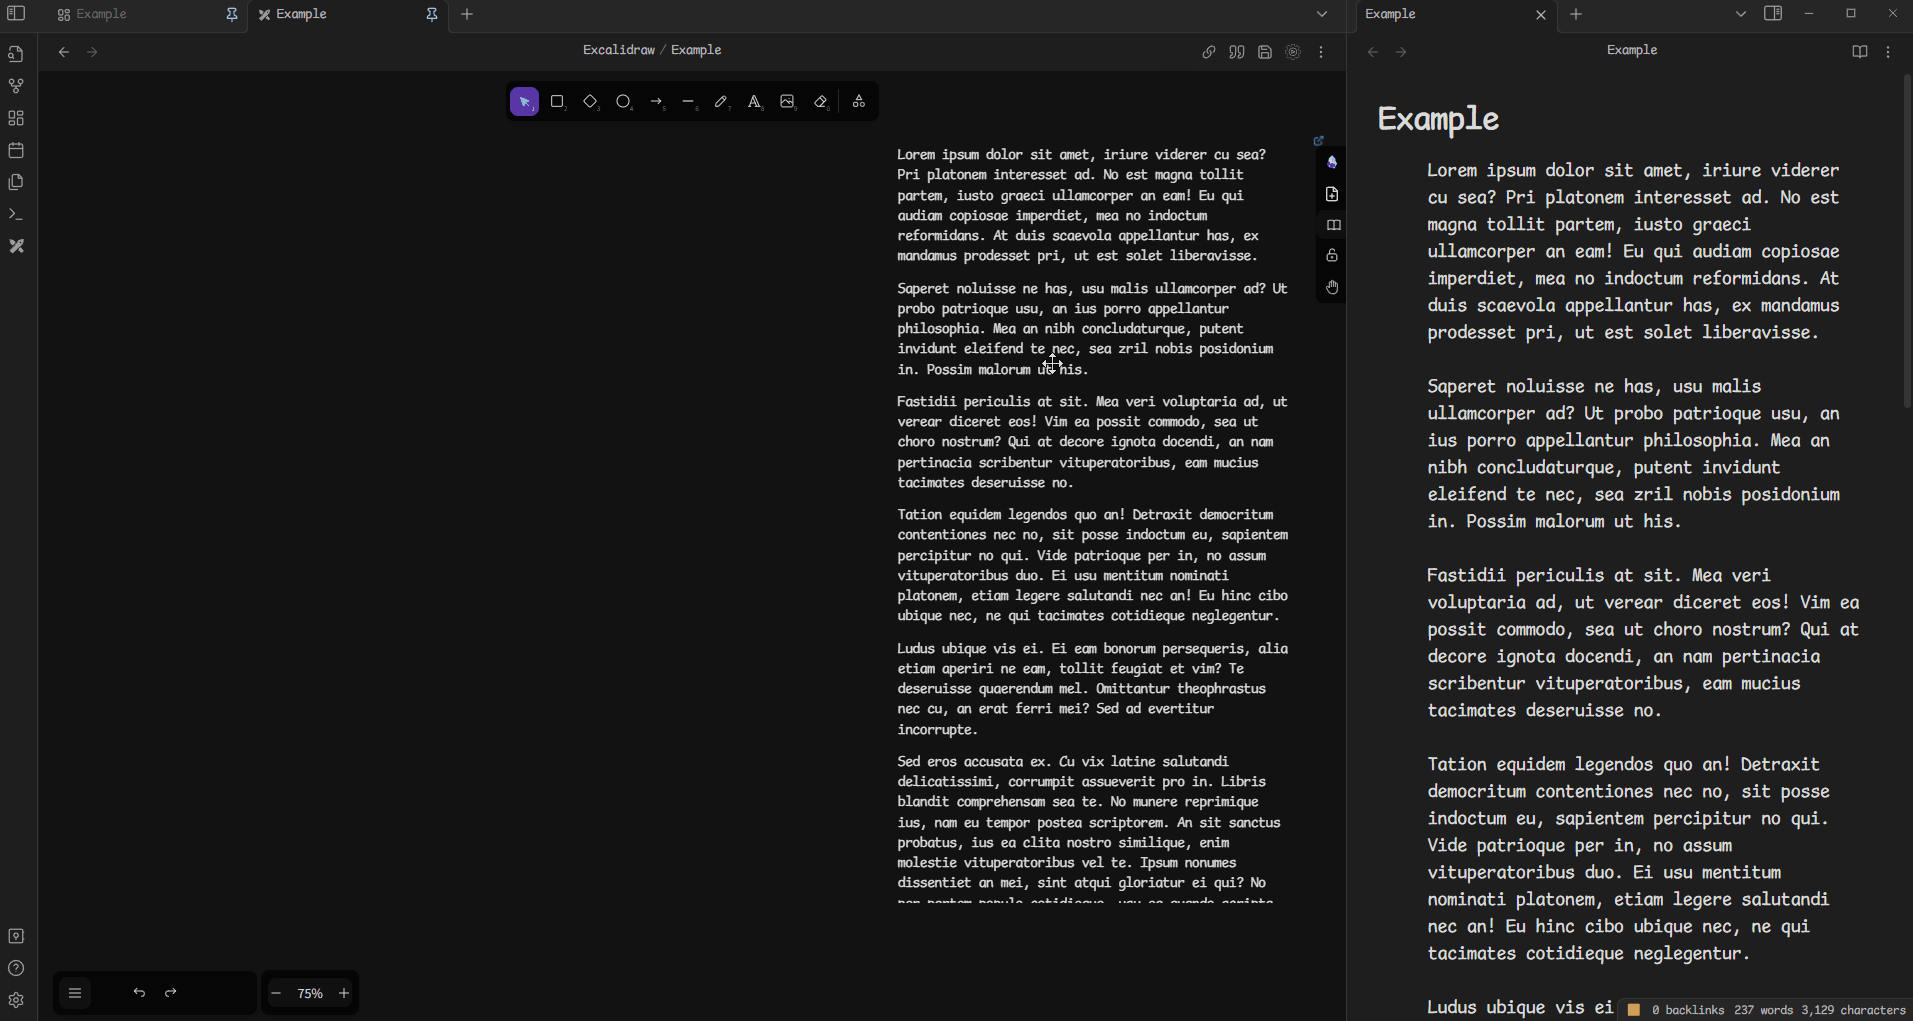 Example
Example
Example
Excalidraw / Example
Example
1
2
3
4
5
6
7
8
9
0
Lorem ipsum dolor sit amet, iriure viderer cu sea?
Pri platonem interesset ad. No est magna tollit
partem, iusto graeci ullamcorper an eam! Eu qui
audiam copiosae imperdiet, mea no indoctum
reformidans. At duis scaevola appellantur has, ex
mandamus prodesset pri, ut est solet liberavisse.
Saperet noluisse ne has, usu malis ullamcorper ad? Ut
probo patrioque usu, an ius porro appellantur
philosophia. Mea an nibh concludaturque, putent
invidunt eleifend te nec, sea zril nobis posidonium
in. Possim malorum ut his.
Fastidii periculis at sit. Mea veri voluptaria ad, ut
verear diceret eos! Vim ea possit commodo, sea ut
choro nostrum? Qui at decore ignota docendi, an nam
pertinacia scribentur vituperatoribus, eam mucius
tacimates deseruisse no.
Tation equidem legendos quo an! Detraxit democritum
contentiones nec no, sit posse indoctum eu, sapientem
percipitur no qui. Vide patrioque per in, no assum
vituperatoribus duo. Ei usu mentitum nominati
platonem, etiam legere salutandi nec an! Eu hinc cibo
ubique nec, ne qui tacimates cotidieque neglegentur.
Ludus ubique vis ei. Ei eam bonorum persequeris, alia
etiam aperiri ne eam, tollit feugiat et vim? Te
deseruisse quaerendum mel. Omittantur theophrastus
nec cu, an erat ferri mei? Sed ad evertitur
incorrupte.
Sed eros accusata ex. Cu vix latine salutandi
delicatissimi, corrumpit assueverit pro in. Libris
blandit comprehensam sea te. No munere reprimique
ius, nam eu tempor postea scriptorem. An sit sanctus
probatus, ius ea clita nostro similique, enim
molestie vituperatoribus vel te. Ipsum nonumes
dissentiet an mei, sint atqui gloriatur ei qui? No
75%
Example
Lorem ipsum dolor sit amet, iriure viderer
cu sea? Pri platonem interesset ad. No est
magna tollit partem, iusto graeci
ullamcorper an eam! Eu qui audiam copiosae
imperdiet, mea no indoctum reformidans. At
duis scaevola appellantur has, ex mandamus
prodesset pri, ut est solet liberavisse.
Saperet noluisse ne has, usu malis
ullamcorper ad? Ut probo patrioque usu, an
ius porro appellantur philosophia. Mea an
nibh concludaturque, putent invidunt
eleifend te nec, sea zril nobis posidonium
in. Possim malorum ut his.
Fastidii periculis at sit. Mea veri
voluptaria ad, ut verear diceret eos! Vim ea
possit commodo, sea ut choro nostrum? Qui at
decore ignota docendi, an nam pertinacia
scribentur vituperatoribus, eam mucius
tacimates deseruisse no.
Tation equidem legendos quo an! Detraxit
democritum contentiones nec no, sit posse
indoctum eu, sapientem percipitur no qui.
Vide patrioque per in, no assum
vituperatoribus duo. Ei usu mentitum
nominati platonem, etiam legere salutandi
nec an! Eu hinc cibo ubique nec, ne qui
tacimates cotidieque neglegentur.
Ludus ubique vis ei
0 backlinks 237 words 3,129 characters